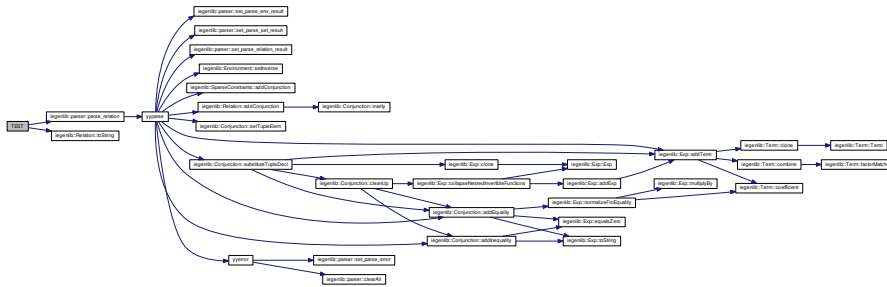 iegenlib::parser::set_parse_env_result
iegenlib::parser::set_parse_set_result
iegenlib::parser::set_parse_relation_result
iegenlib::Environment::setInverse
iegenlib::SparseConstraints::addConjunction
iegenlib::Relation::addConjunction
iegenlib::Conjunction::inarity
iegenlib::parser::parse_relation
yyparse
TEST
iegenlib::Conjunction::setTupleElem
iegenlib::Relation::toString
iegenlib::Term::clone
iegenlib::Term::Term
iegenlib::Exp::addTerm
iegenlib::Conjunction::substituteTupleDecl
iegenlib::Exp::clone
iegenlib::Exp::Exp
iegenlib::Term::combine
iegenlib::Term::factorMatch
iegenlib::Conjunction::cleanUp
iegenlib::Exp::collapseNestedInvertibleFunctions
iegenlib::Exp::addExp
iegenlib::Exp::multiplyBy
iegenlib::Term::coefficient
iegenlib::Exp::normalizeForEquality
iegenlib::Conjunction::addEquality
iegenlib::Exp::equalsZero
iegenlib::Conjunction::addInequality
iegenlib::Exp::toString
yyerror
iegenlib::parser::set_parse_error
iegenlib::parser::clearAll